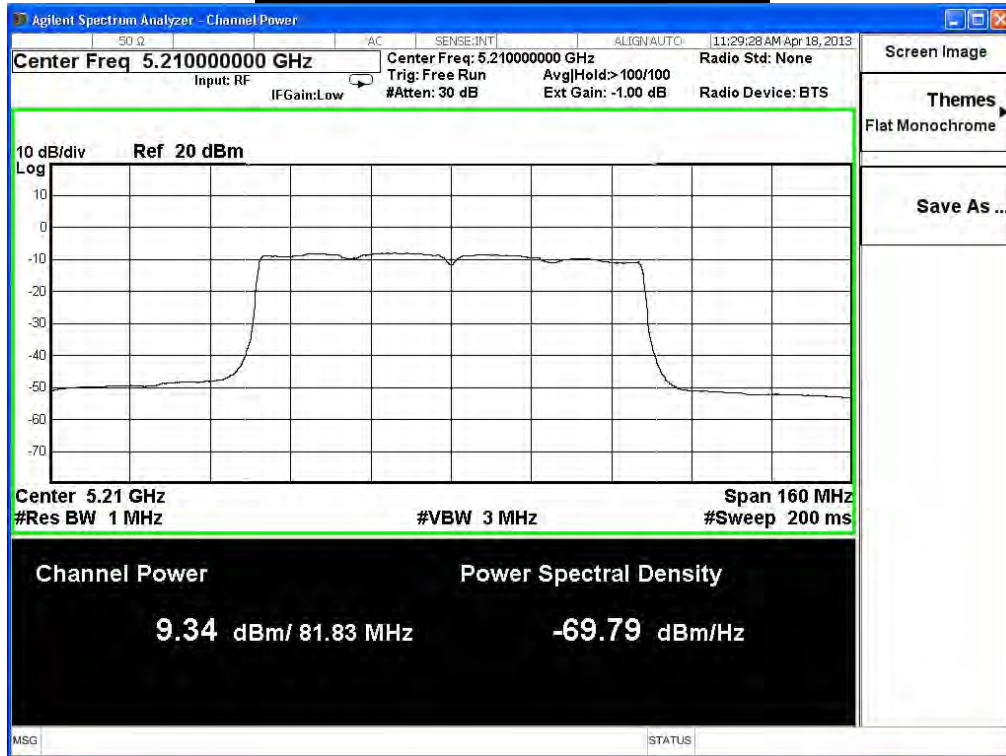 Agilent Spectrum Analyzer - Channel Power
50 Ω AC SENSE:INT ALIGN AUTO 11:29:28 AM Apr 18, 2013
Center Freq 5.210000000 GHz
Input: RF
IFGain:Low
Center Freq: 5.210000000 GHz
Trig: Free Run
#Atten: 30 dB
Avg|Hold:>100/100
Ext Gain: -1.00 dB
Radio Std: None
Radio Device: BTS
10 dB/div Ref 20 dBm
Log
10
0
-10
-20
-30
-40
-50
-60
-70
Center 5.21 GHz Span 160 MHz
#Res BW 1 MHz #VBW 3 MHz #Sweep 200 ms
Channel Power Power Spectral Density
9.34 dBm/ 81.83 MHz -69.79 dBm/Hz
MSG STATUS
Screen Image
Themes
Flat Monochrome
Save As ...